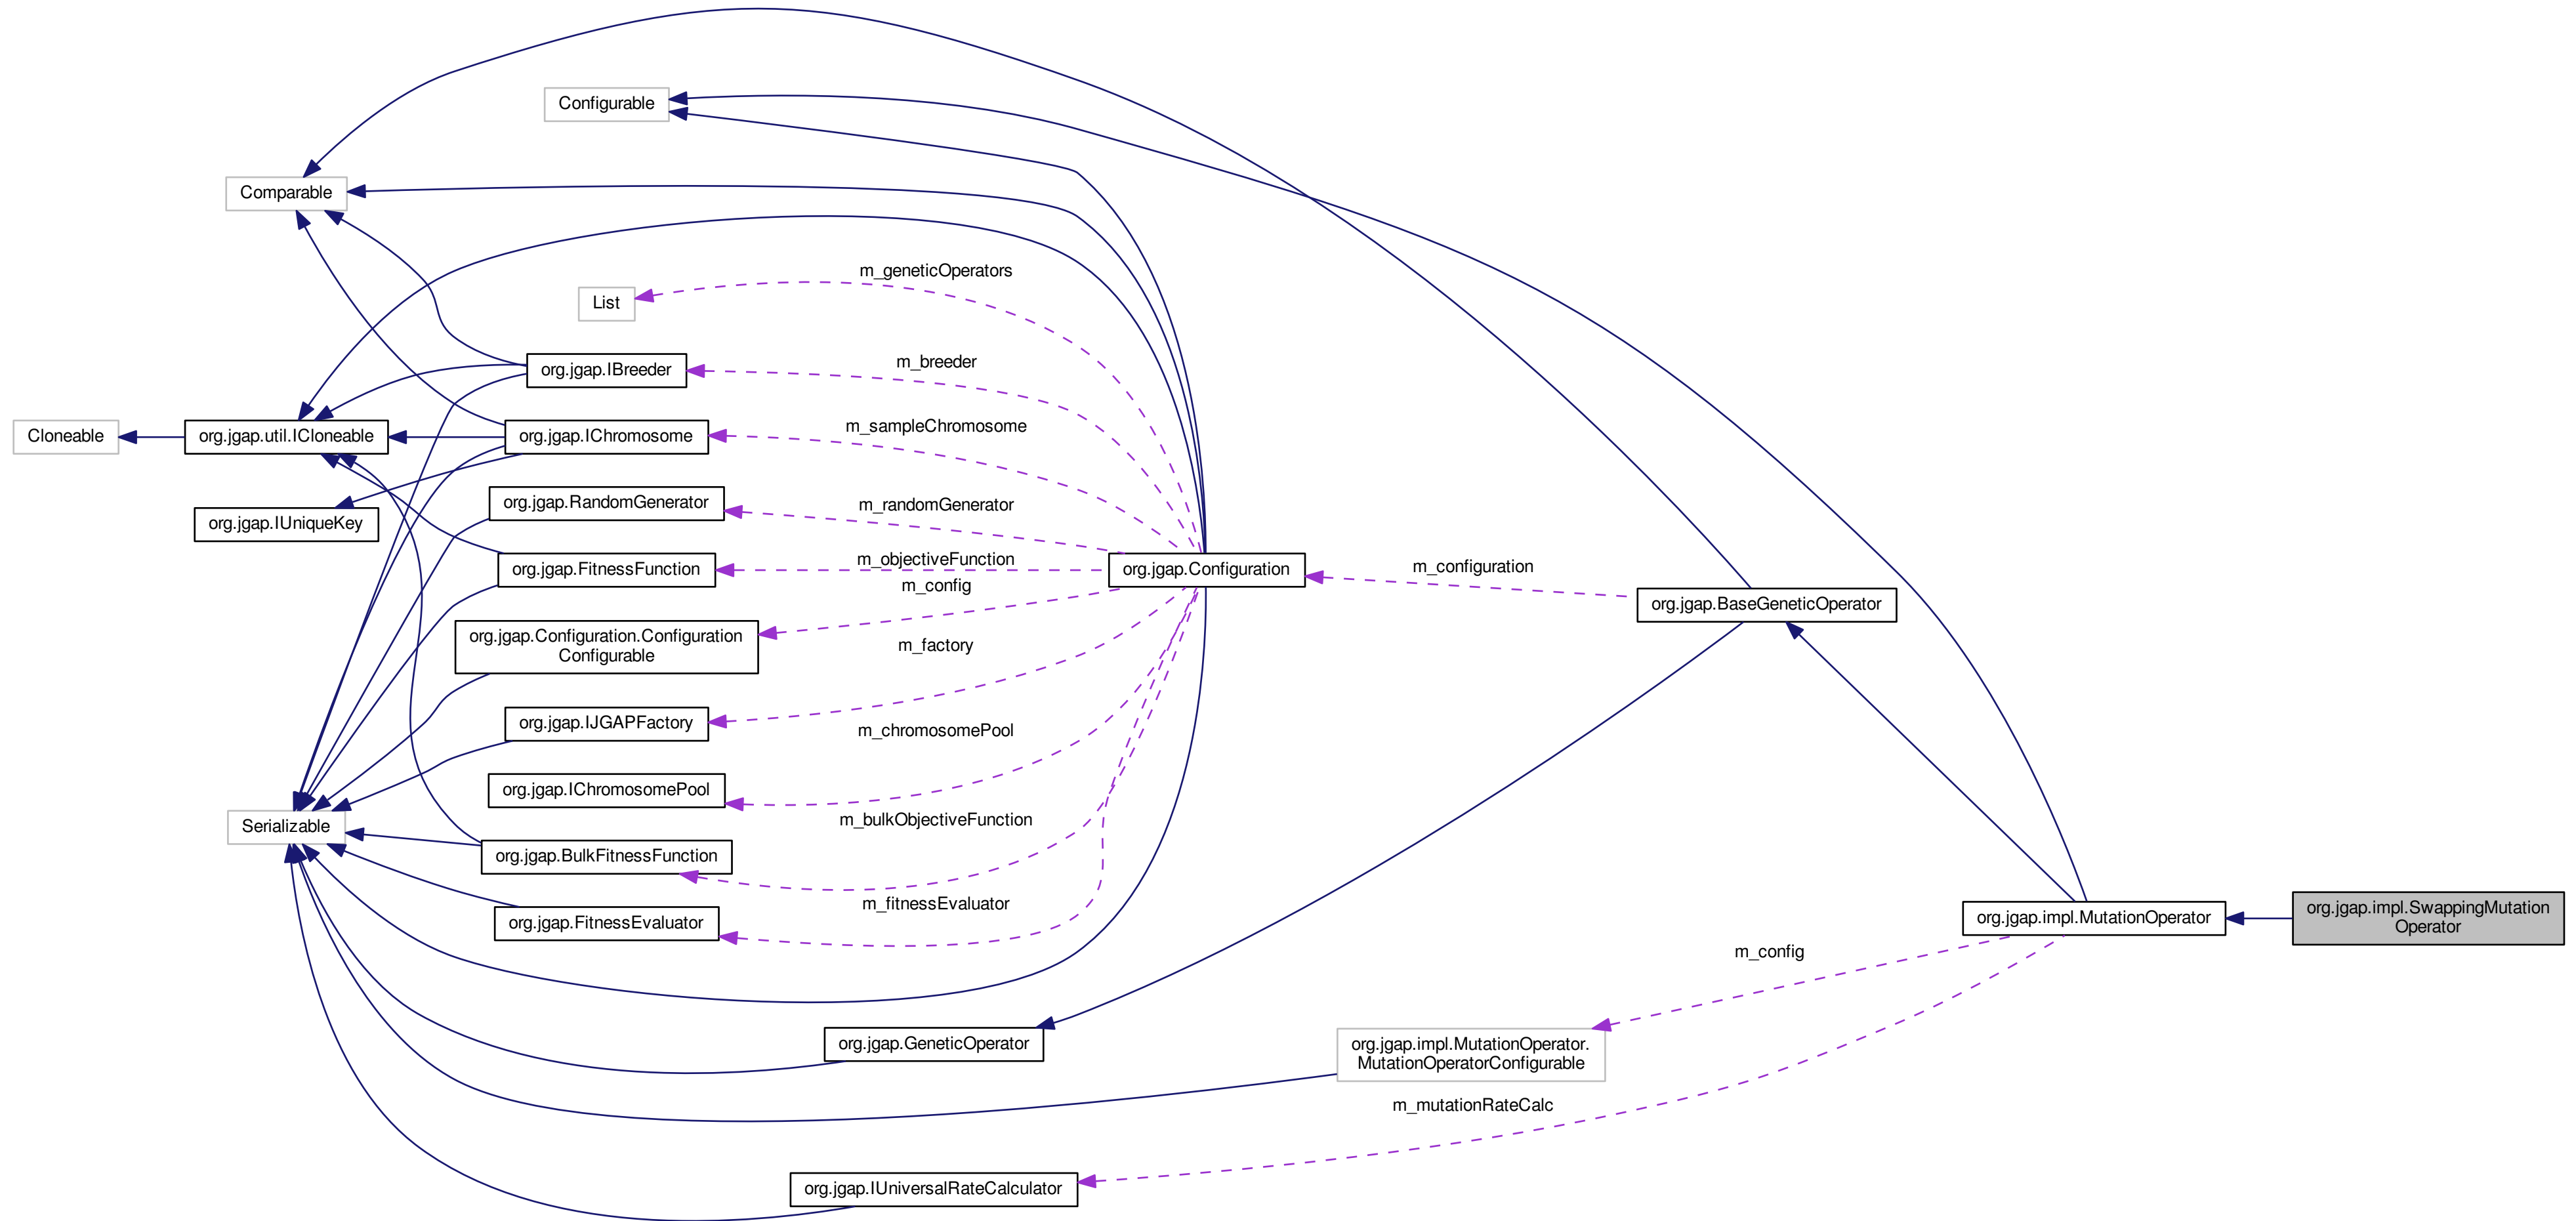 Configurable
Comparable
m_geneticOperators
List
m_breeder
org.jgap.IBreeder
m_sampleChromosome
Cloneable
org.jgap.util.ICloneable
org.jgap.IChromosome
m_randomGenerator
org.jgap.RandomGenerator
org.jgap.IUniqueKey
m_objectiveFunction
org.jgap.FitnessFunction
org.jgap.Configuration
m_configuration
m_config
org.jgap.BaseGeneticOperator
org.jgap.Configuration.Configuration
Configurable
m_factory
org.jgap.IJGAPFactory
m_chromosomePool
org.jgap.IChromosomePool
m_bulkObjectiveFunction
Serializable
org.jgap.BulkFitnessFunction
m_fitnessEvaluator
org.jgap.FitnessEvaluator
org.jgap.impl.MutationOperator
org.jgap.impl.SwappingMutation
Operator
m_config
org.jgap.GeneticOperator
org.jgap.impl.MutationOperator.
MutationOperatorConfigurable
m_mutationRateCalc
org.jgap.IUniversalRateCalculator